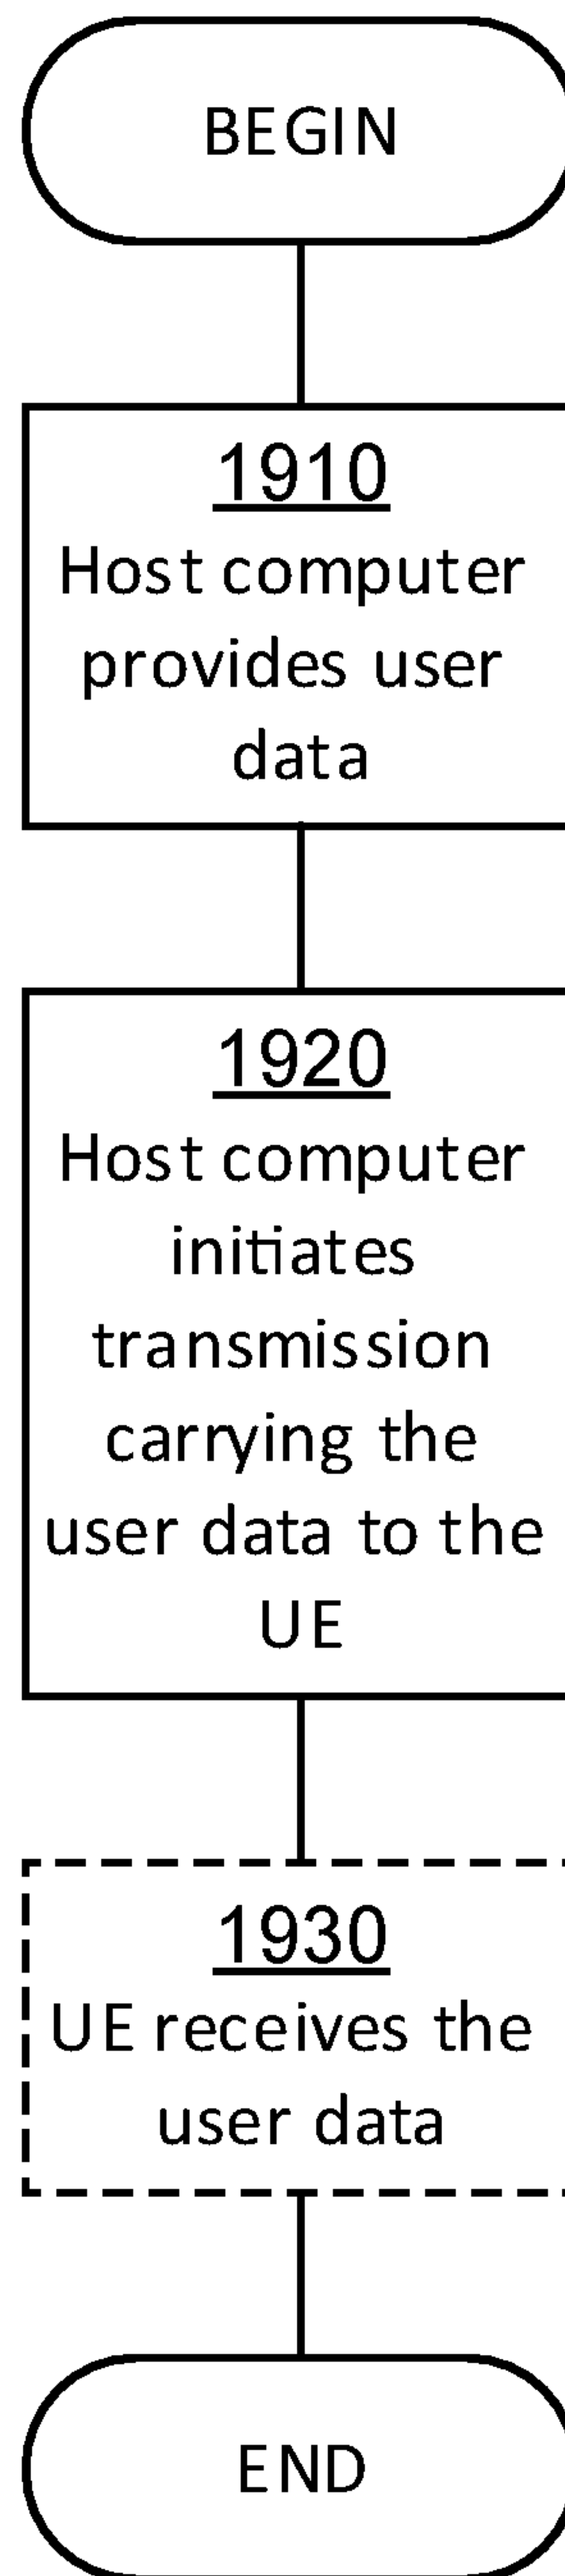 BEGIN
1910
Host computer
provides user
data
1920
Host computer
initiates
transmission
carrying the
user data to the
UE
1930
UE receives the
user data
END